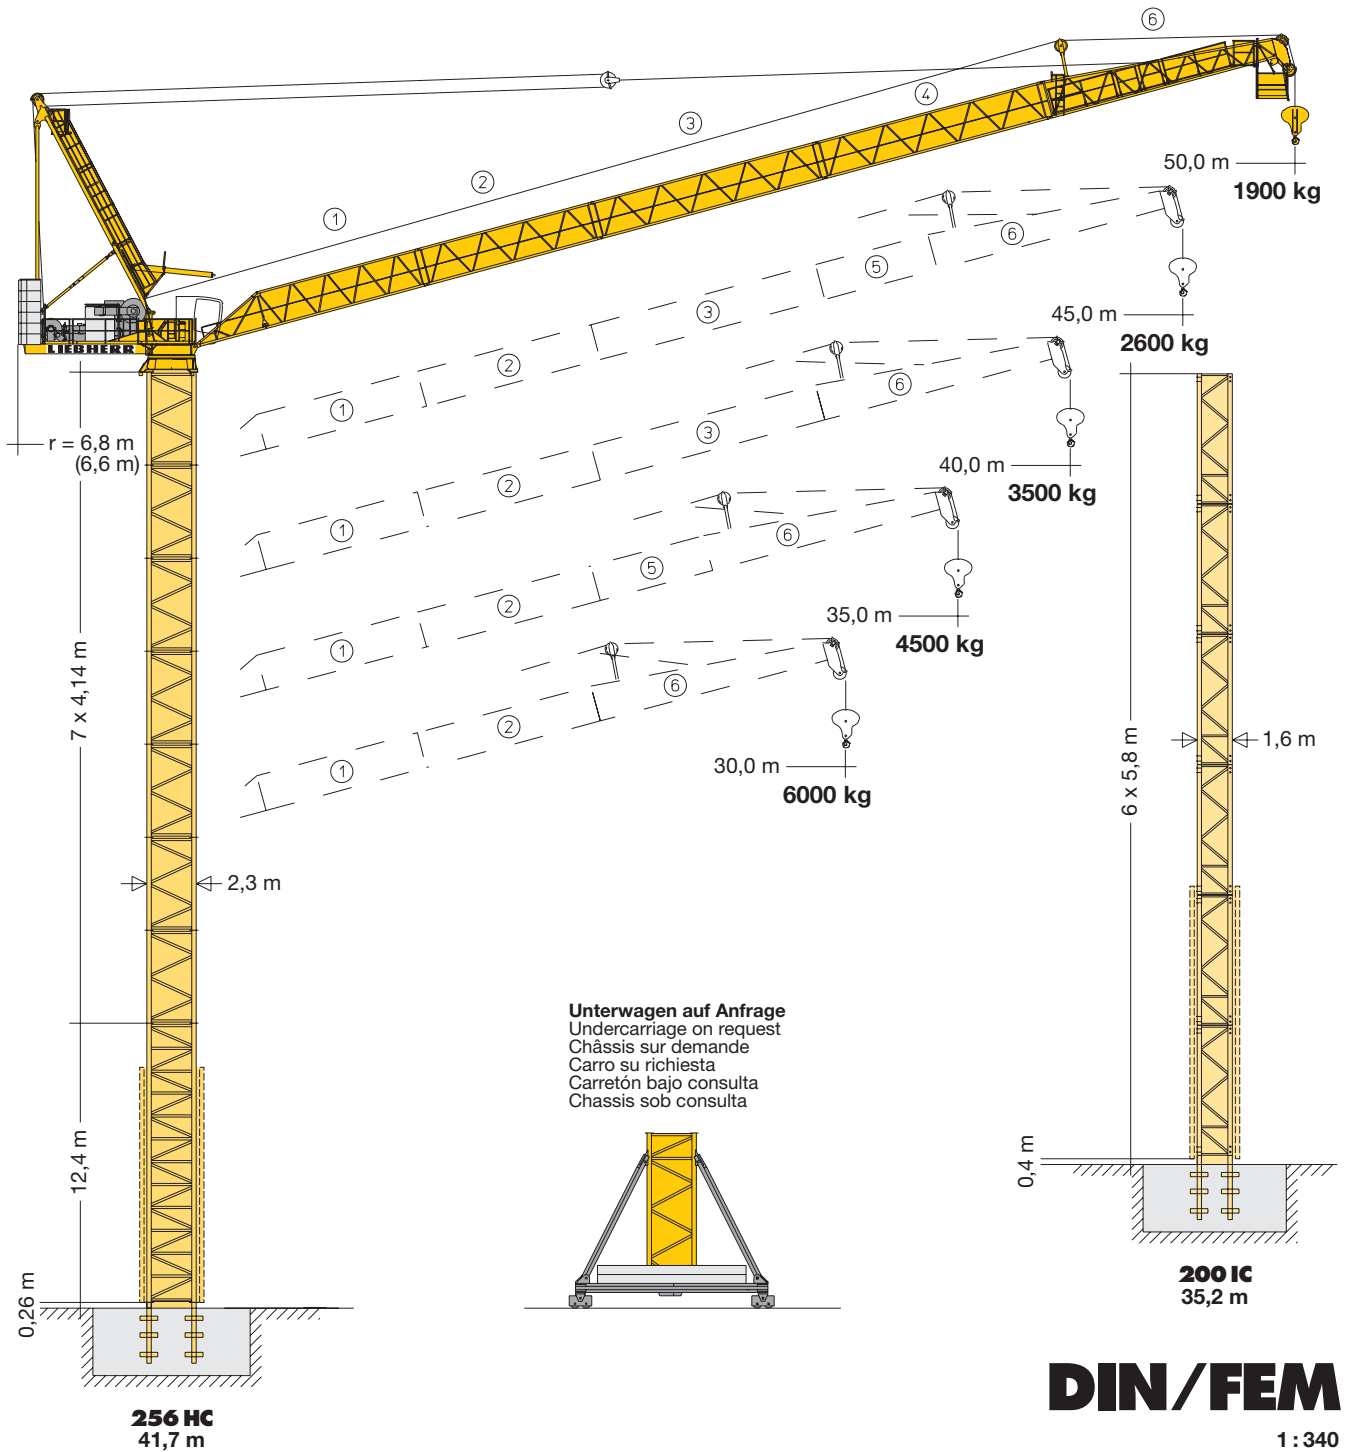 ⑥
④
③
②
①
50,0 m
1900 kg
LIEBHERR
⑥
⑤
③
②
①
45,0 m
2600 kg
r = 6,8 m
(6,6 m)
⑥
③
②
①
40,0 m
3500 kg
⑥
⑤
②
①
35,0 m
4500 kg
⑥
②
①
30,0 m
6000 kg
7 x 4,14 m
2,3 m
12,4 m
0,26 m
256 HC
41,7 m
Unterwagen auf Anfrage
Undercarriage on request
Châssis sur demande
Carro su richiesta
Carretón bajo consulta
Chassis sob consulta
6 x 5,8 m
1,6 m
0,4 m
200 IC
35,2 m
DIN/FEM
1 : 340